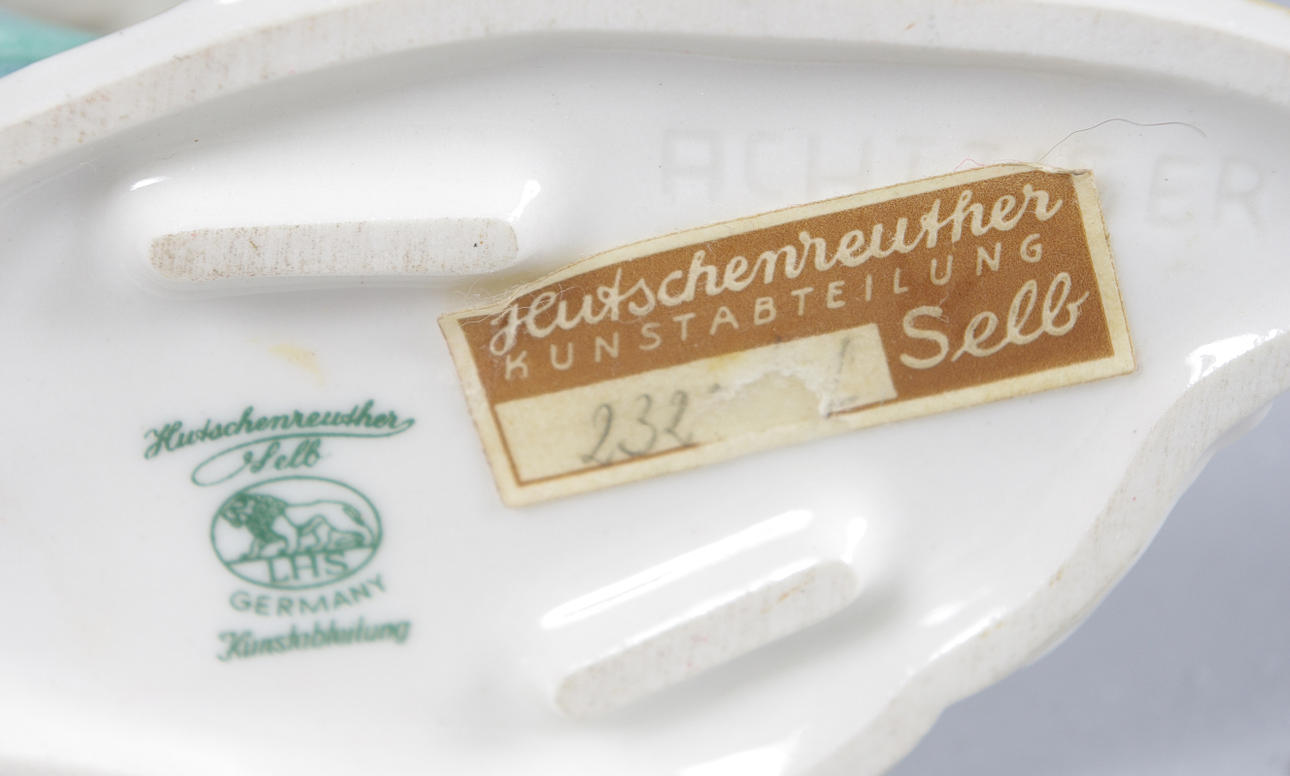 Hutschenreuther
KUNSTABTEILUNG
Selb
232
Hutschenreuther
Selb
LHS
GERMANY
Kunstabteilung